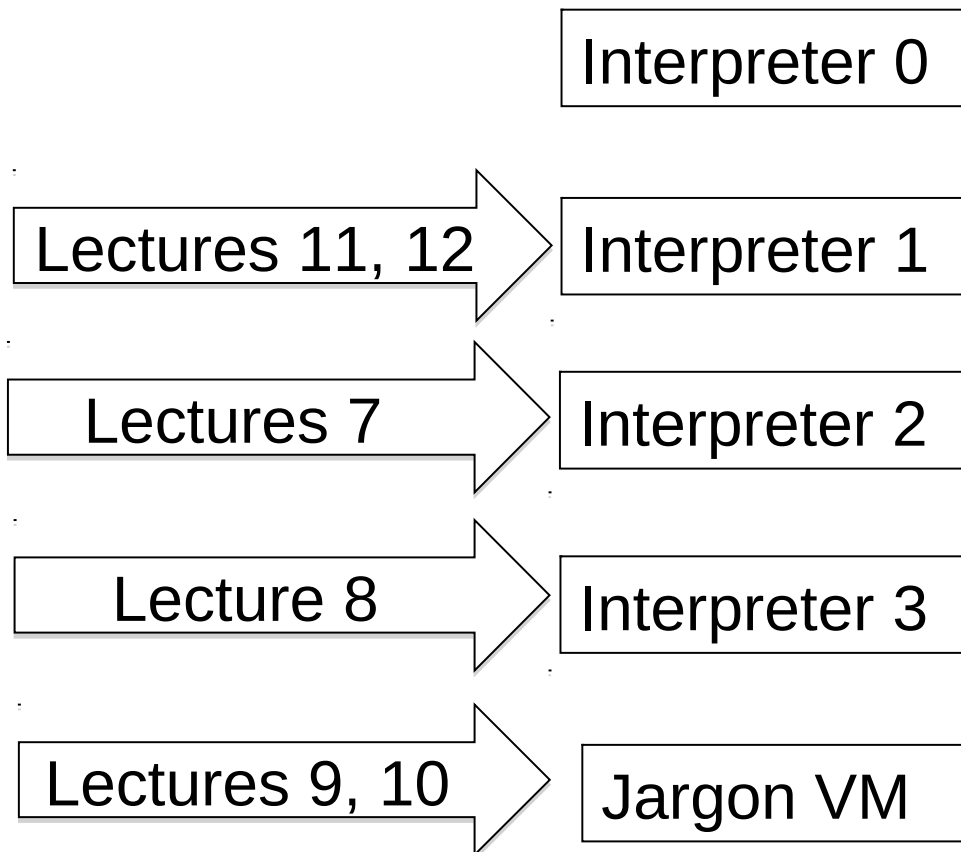 Interpreter 0
Lectures 11, 12
Interpreter 1
Lectures 7
Interpreter 2
Lecture 8
Interpreter 3
Lectures 9, 10
Jargon VM